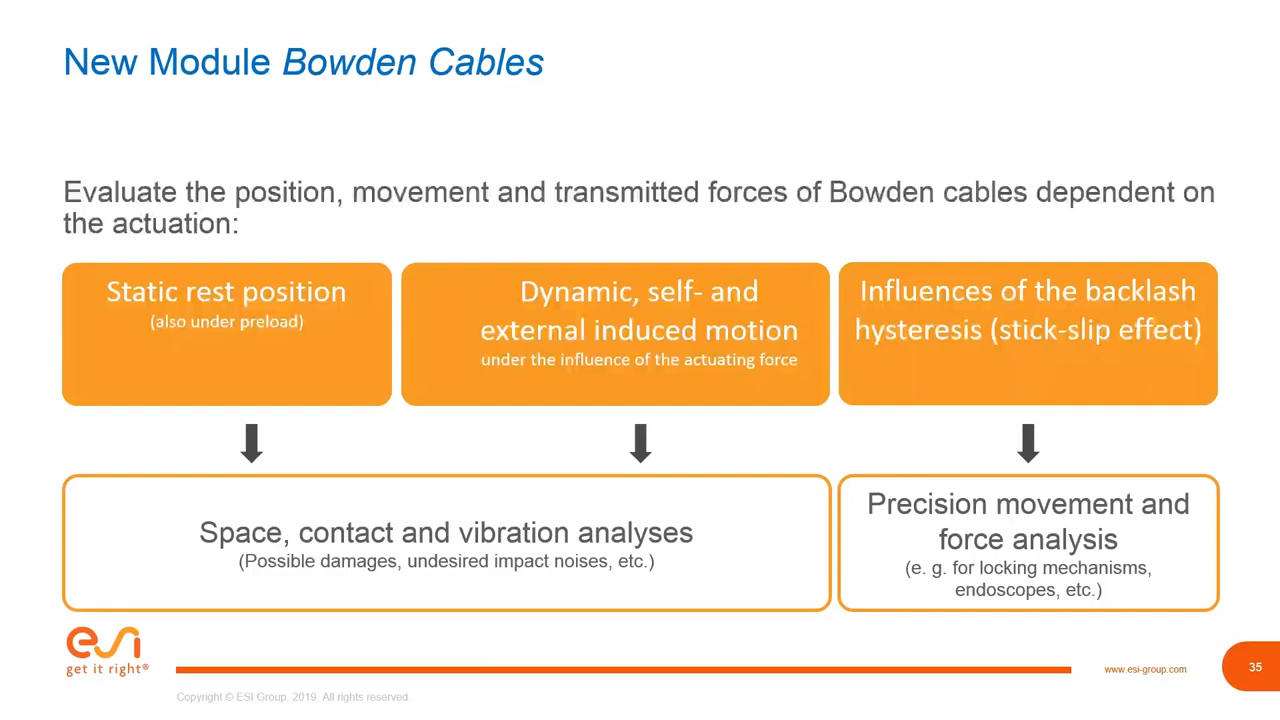 New Module Bowden Cables
Evaluate the position, movement and transmitted forces of Bowden cables dependent on
the actuation:
Static rest position
(also under preload)
Dynamic, self- and
external induced motion
under the influence of the actuating force
Influences of the backlash
hysteresis (stick-slip effect)
Space, contact and vibration analyses
(Possible damages, undesired impact noises, etc.)
Precision movement and
force analysis
(e. g. for locking mechanisms,
endoscopes, etc.)
esi
get it right®
www.esi-group.com
35
Copyright © ESI Group, 2019. All rights reserved.